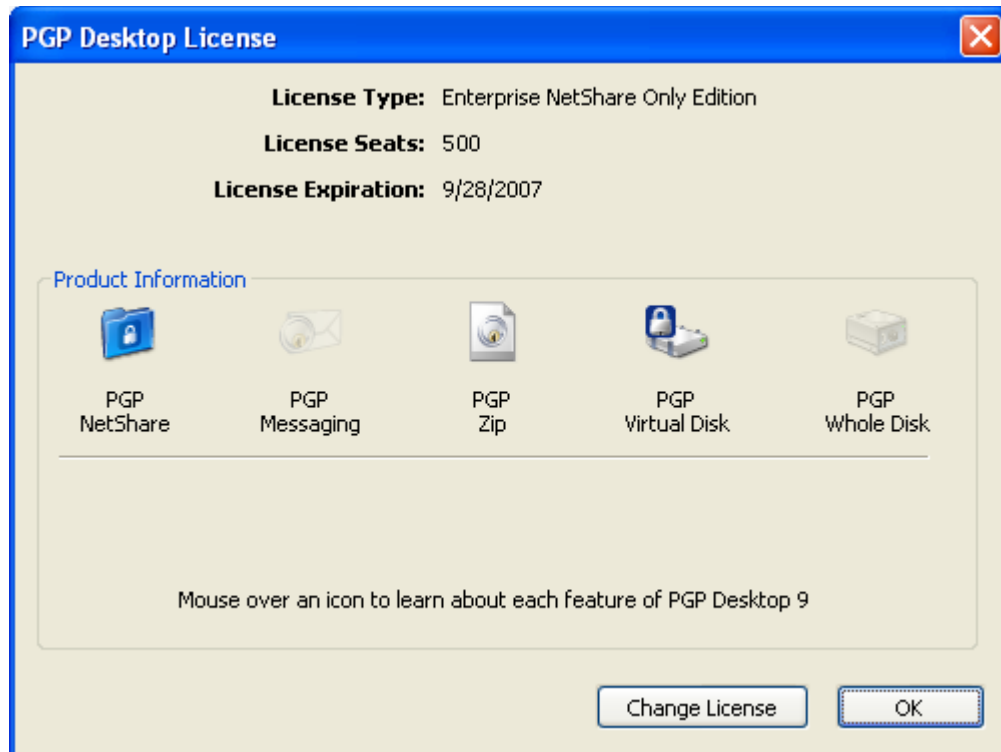 PGP Desktop License
License Type: Enterprise NetShare Only Edition
License Seats: 500
License Expiration: 9/28/2007
Product Information
PGP NetShare
PGP Messaging
PGP Zip
PGP Virtual Disk
PGP Whole Disk
Mouse over an icon to learn about each feature of PGP Desktop 9
Change License
OK